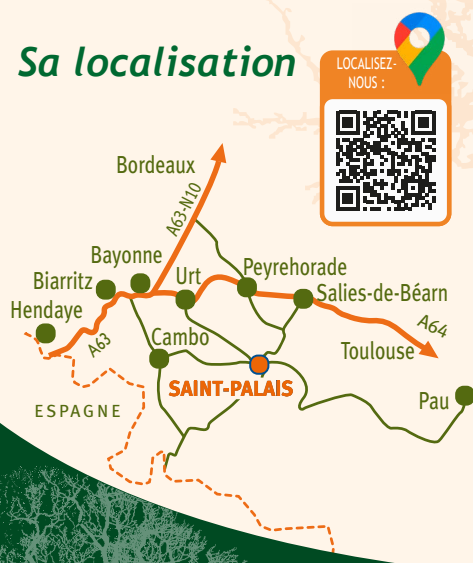 Sa localisation
LOCALISEZ-
NOUS :
Bordeaux
A63-N10
Bayonne
Biarritz
Urt
Peyrehorade
Hendaye
Salies-de-Béarn
A63
Cambo
A64
Toulouse
SAINT-PALAIS
Pau
ESPAGNE